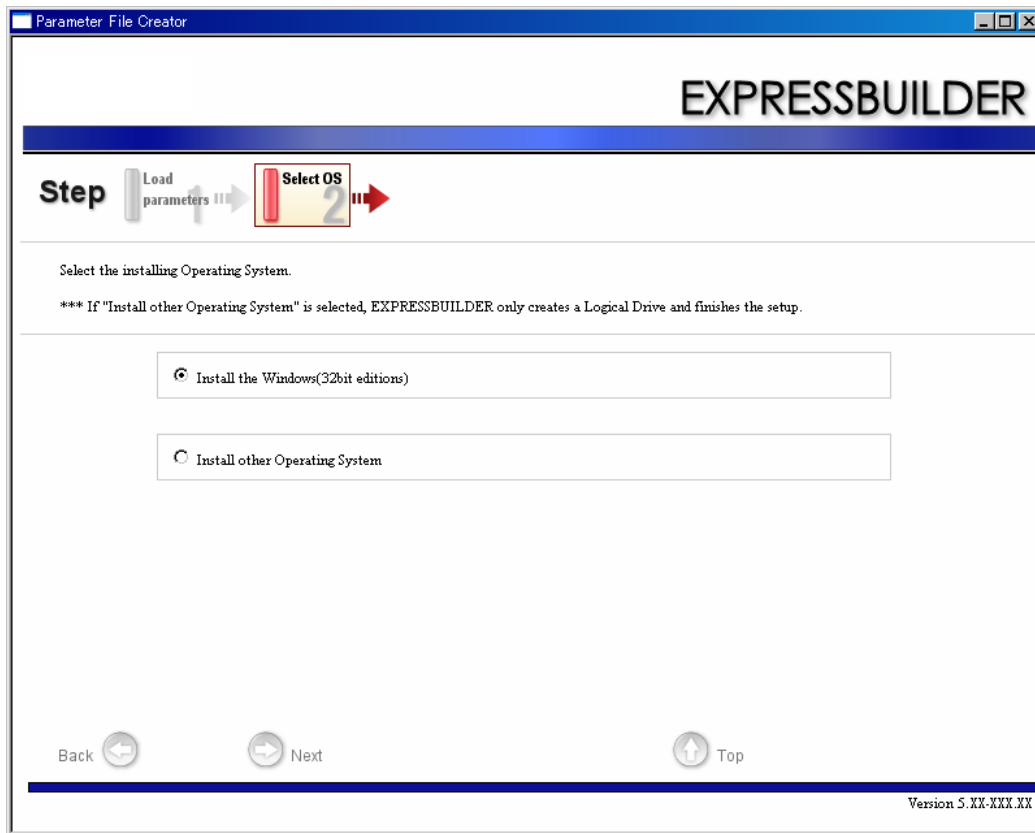 Parameter File Creator
EXPRESSBUILDER
Step
Load
parameters 1
Select OS
2
Select the installing Operating System.
*** If "Install other Operating System" is selected, EXPRESSBUILDER only creates a Logical Drive and finishes the setup.
Install the Windows(32bit editions)
Install other Operating System
Back
Next
Top
Version 5.XX-XXX.XX